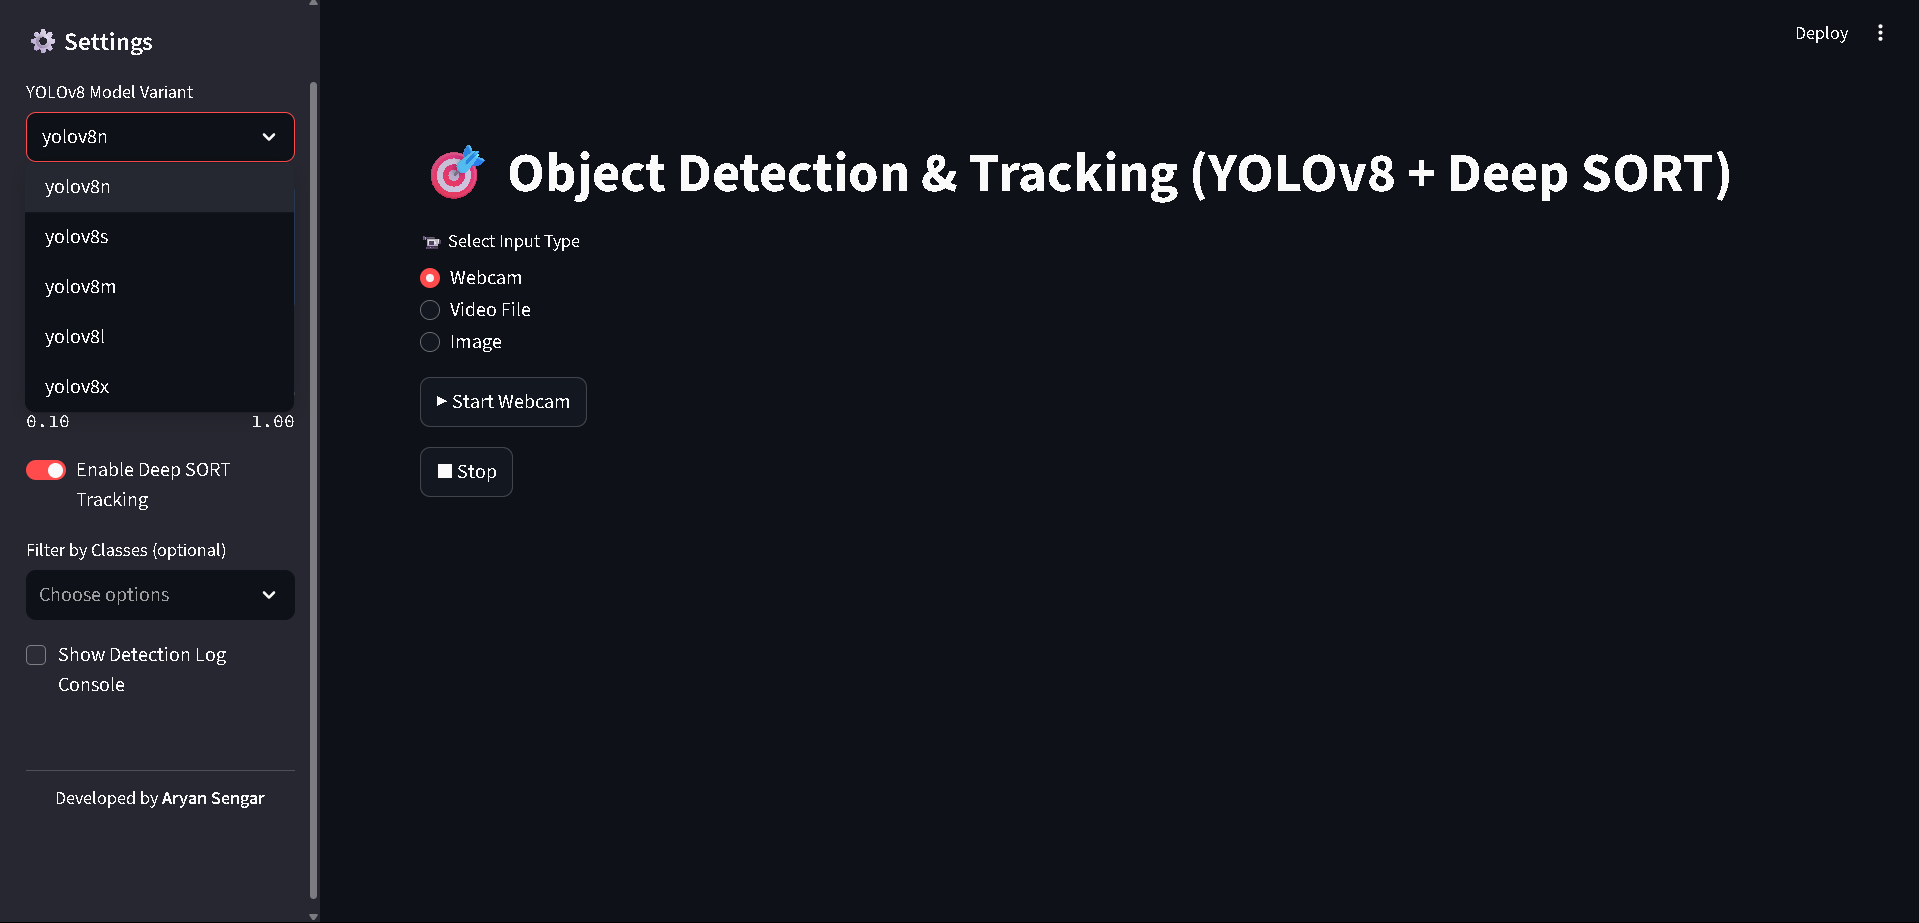 Settings
YOLOv8 Model Variant
yolov8n
yolov8n
yolov8s
yolov8m
yolov8l
yolov8x
0.10 1.00
Enable Deep SORT
Tracking
Filter by Classes (optional)
Choose options
Show Detection Log
Console
Developed by Aryan Sengar
Deploy
Object Detection & Tracking (YOLOv8 + Deep SORT)
Select Input Type
Webcam
Video File
Image
Start Webcam
Stop